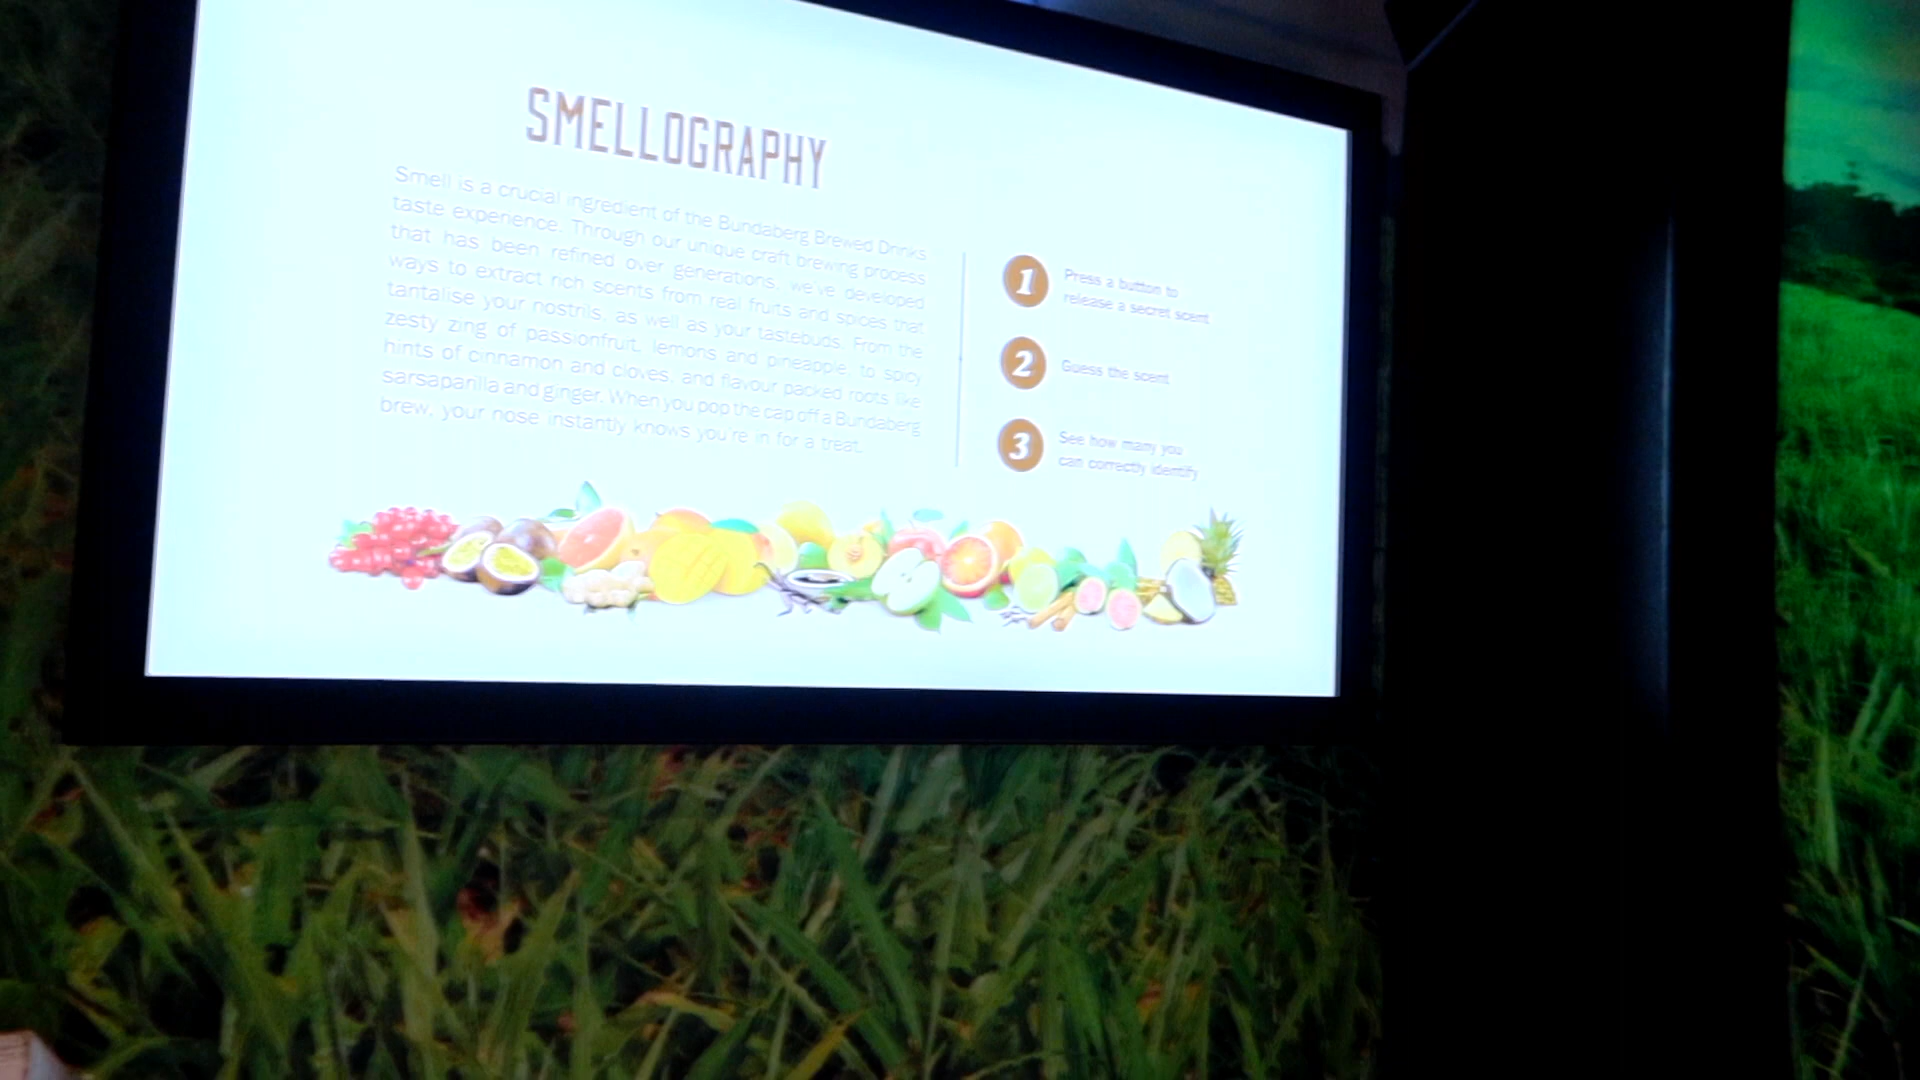 SMELLOGRAPHY
Smell is a crucial ingredient of the Bundaberg Brewed Drinks
taste experience. Through our unique craft brewing process
that has been refined over generations, we've developed
ways to extract rich scents from real fruits and spices that
tantalise your nostrils, as well as your tastebuds. From the
zesty zing of passionfruit, lemons and pineapple, to spicy
hints of cinnamon and cloves, and flavour packed roots like
sarsaparilla and ginger. When you pop the cap off a Bundaberg
brew, your nose instantly knows you're in for a treat.
1 Press a button to
release a secret scent
2 Guess the scent
3 See how many you
can correctly identify